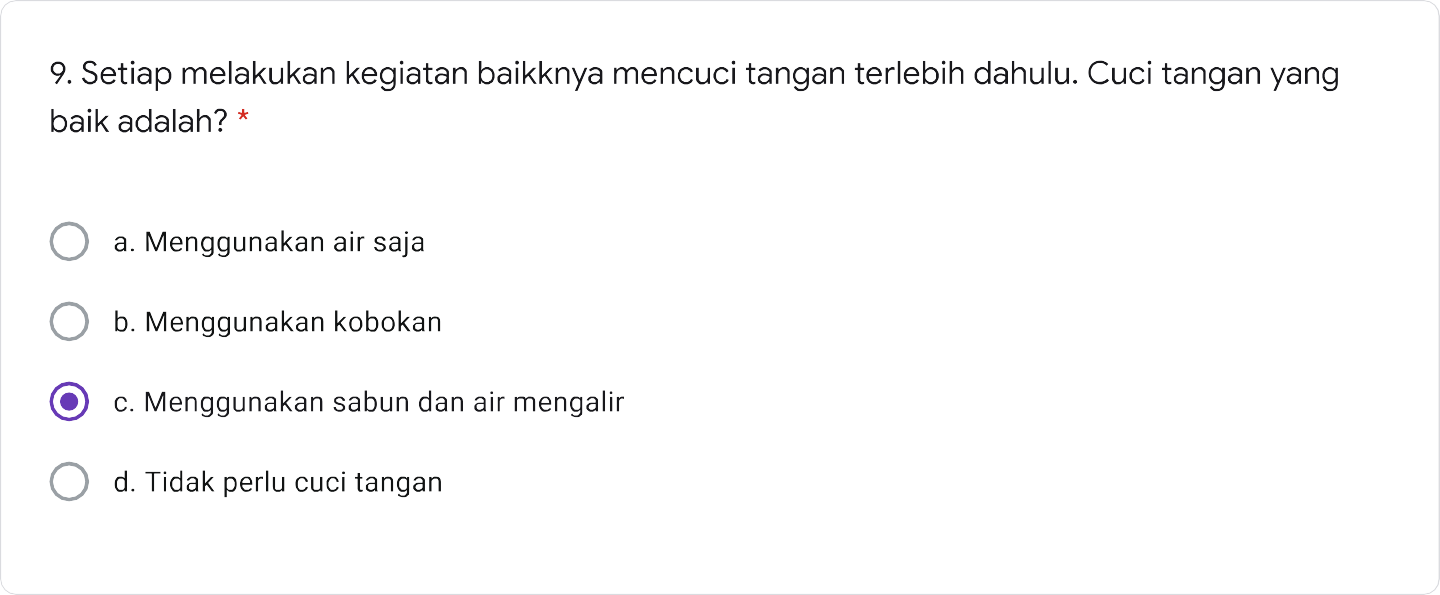 9. Setiap melakukan kegiatan baikknya mencuci tangan terlebih dahulu. Cuci tangan yang
baik adalah? *
a. Menggunakan air saja
b. Menggunakan kobokan
c. Menggunakan sabun dan air mengalir
d. Tidak perlu cuci tangan